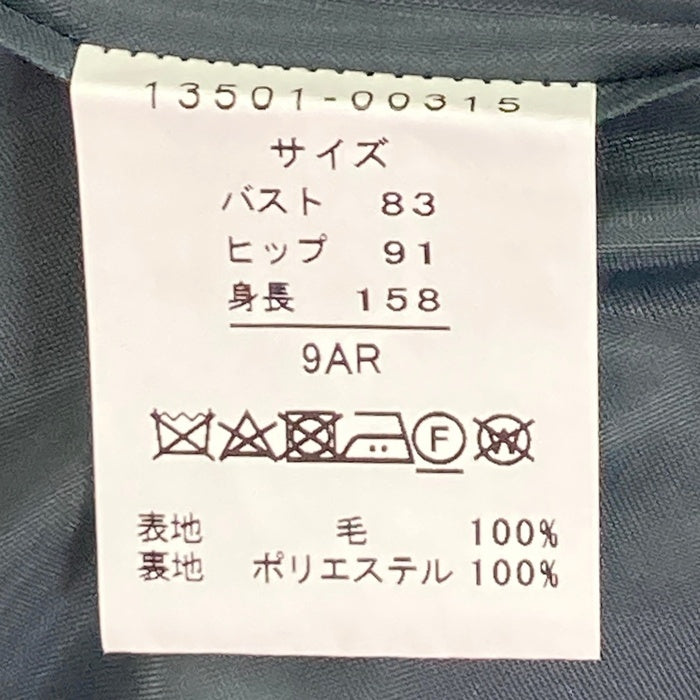 13501-00315
サイズ
バスト 83
ヒップ 91
身長 158
9AR
F W
表地 毛 100%
裏地 ポリエステル 100%